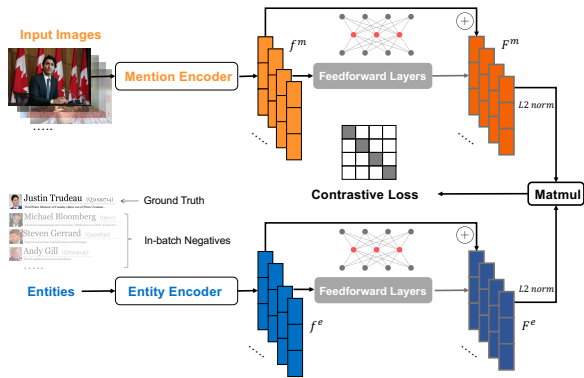 Input Images
Mention Encoder
f^m
Feedforward Layers
+
F^m
L2 norm
.....
Contrastive Loss
Matmul
Justin Trudeau (Q3099714)
Ground Truth
Michael Bloomberg
Steven Gerrard
In-batch Negatives
Andy Gill
.....
Entities
Entity Encoder
f^e
Feedforward Layers
+
F^e
L2 norm